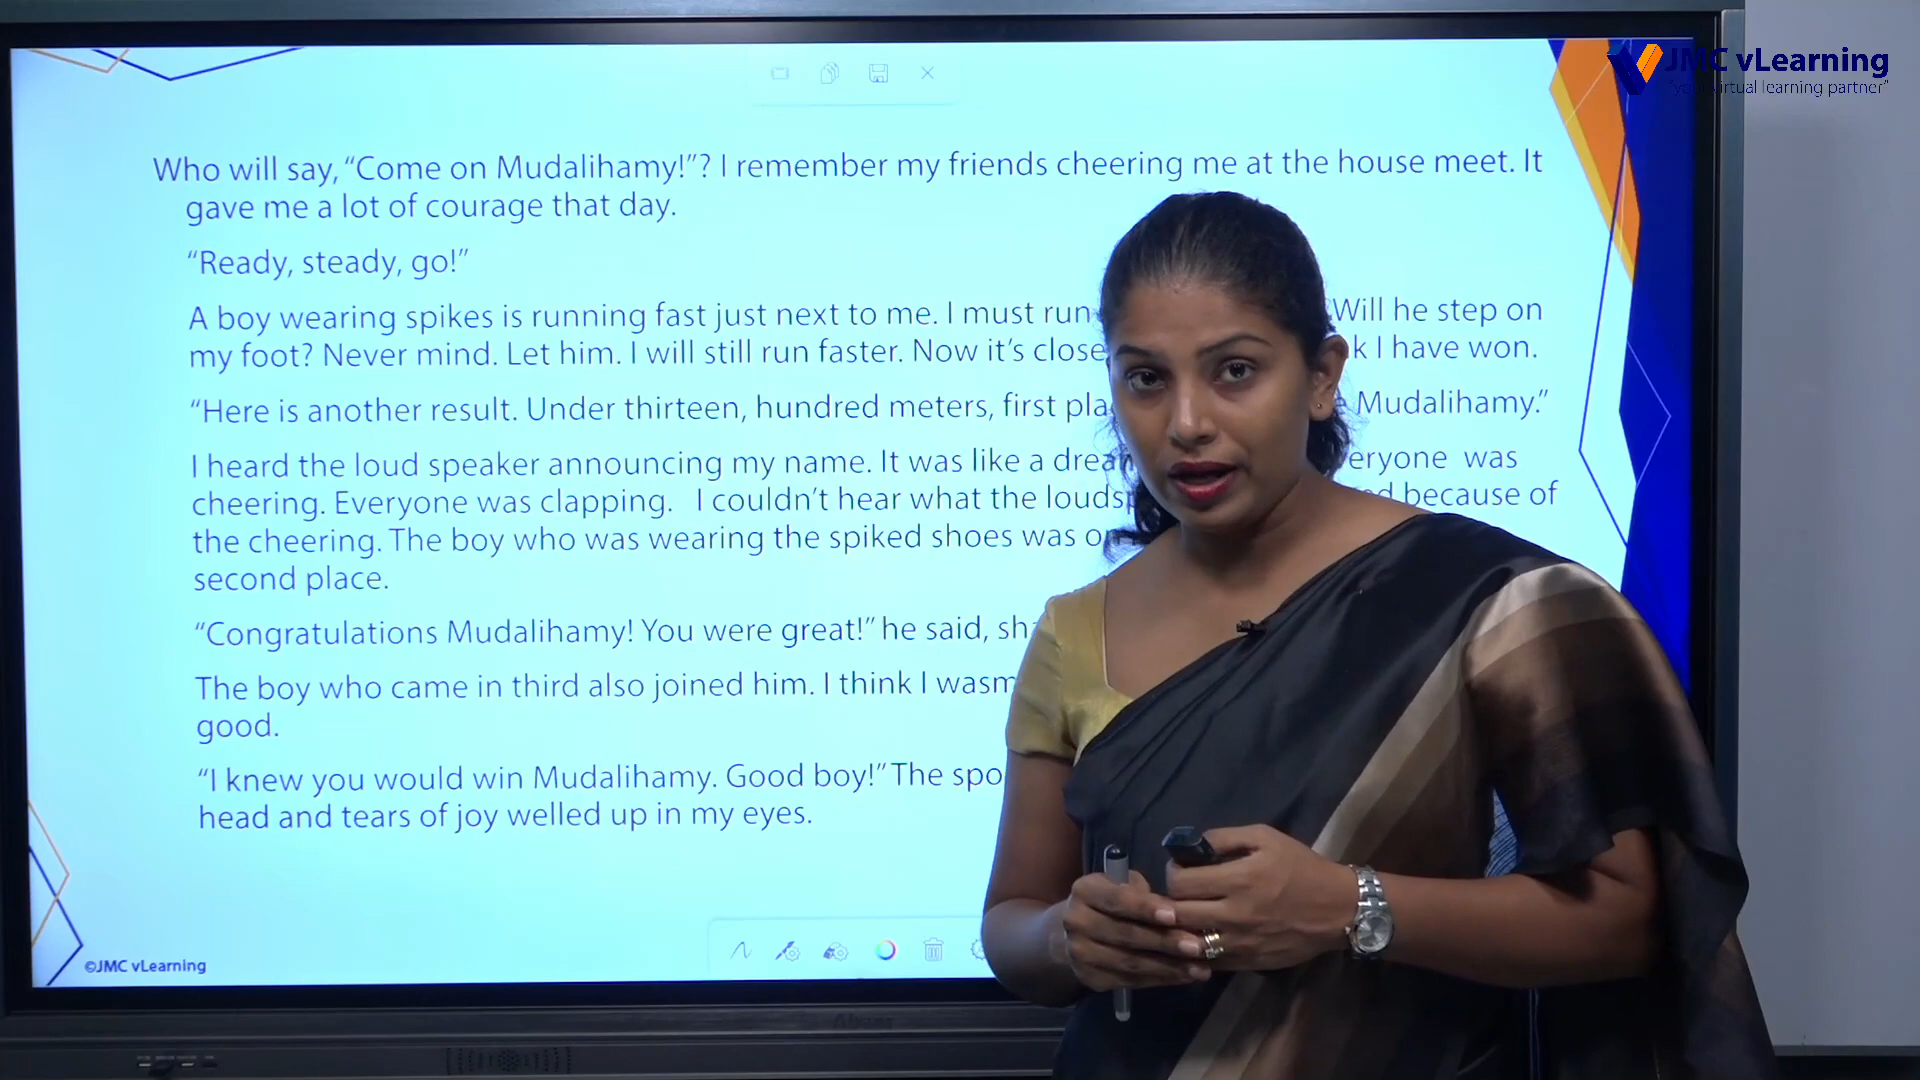 JMC vLearning
"your virtual learning partner"
Who will say, “Come on Mudalihamy!”? I remember my friends cheering me at the house meet. It
gave me a lot of courage that day.
“Ready, steady, go!”
A boy wearing spikes is running fast just next to me. I must run Will he step on
my foot? Never mind. Let him. I will still run faster. Now it’s close I have won.
“Here is another result. Under thirteen, hundred meters, first Mudalihamy.”
I heard the loud speaker announcing my name. It was like a was
cheering. Everyone was clapping. I couldn’t hear what the because of
the cheering. The boy who was wearing the spiked shoes was
second place.
“Congratulations Mudalihamy! You were great!” he said,
The boy who came in third also joined him. I think I
good.
“I knew you would win Mudalihamy. Good boy!” The
head and tears of joy welled up in my eyes.
©JMC vLearning